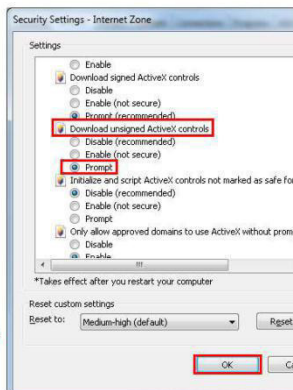 Security Settings - Internet Zone
Settings
Enable
Download signed ActiveX controls
Disable
Enable (not secure)
Prompt (recommended)
Download unsigned ActiveX controls
Disable (recommended)
Enable (not secure)
Prompt
Initialize and script ActiveX controls not marked as safe for
Disable (recommended)
Enable (not secure)
Prompt
Only allow approved domains to use ActiveX without prom
Disable
Enable
*Takes effect after you restart your computer
Reset custom settings
Reset to: Medium-high (default) Reset
OK Ca